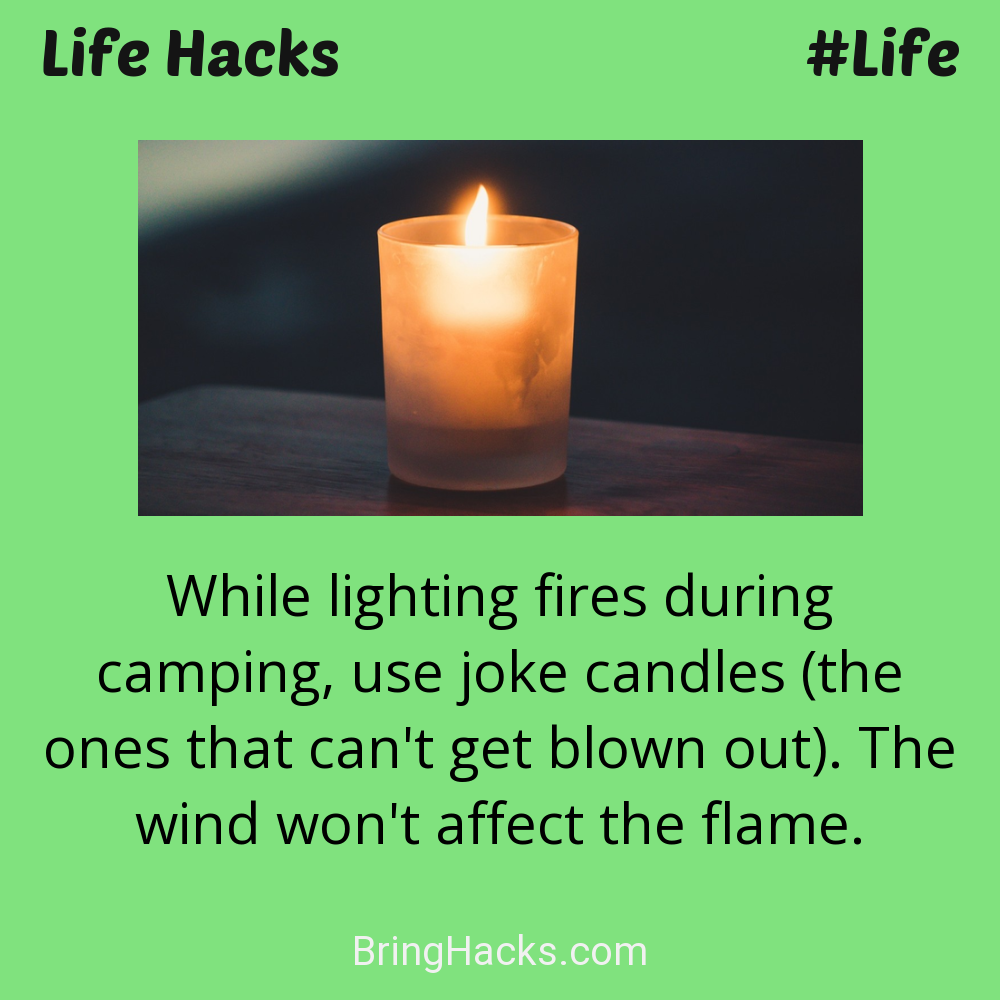 Life Hacks
#Life
While lighting fires during
camping, use joke candles (the
ones that can't get blown out). The
wind won't affect the flame.
BringHacks.com